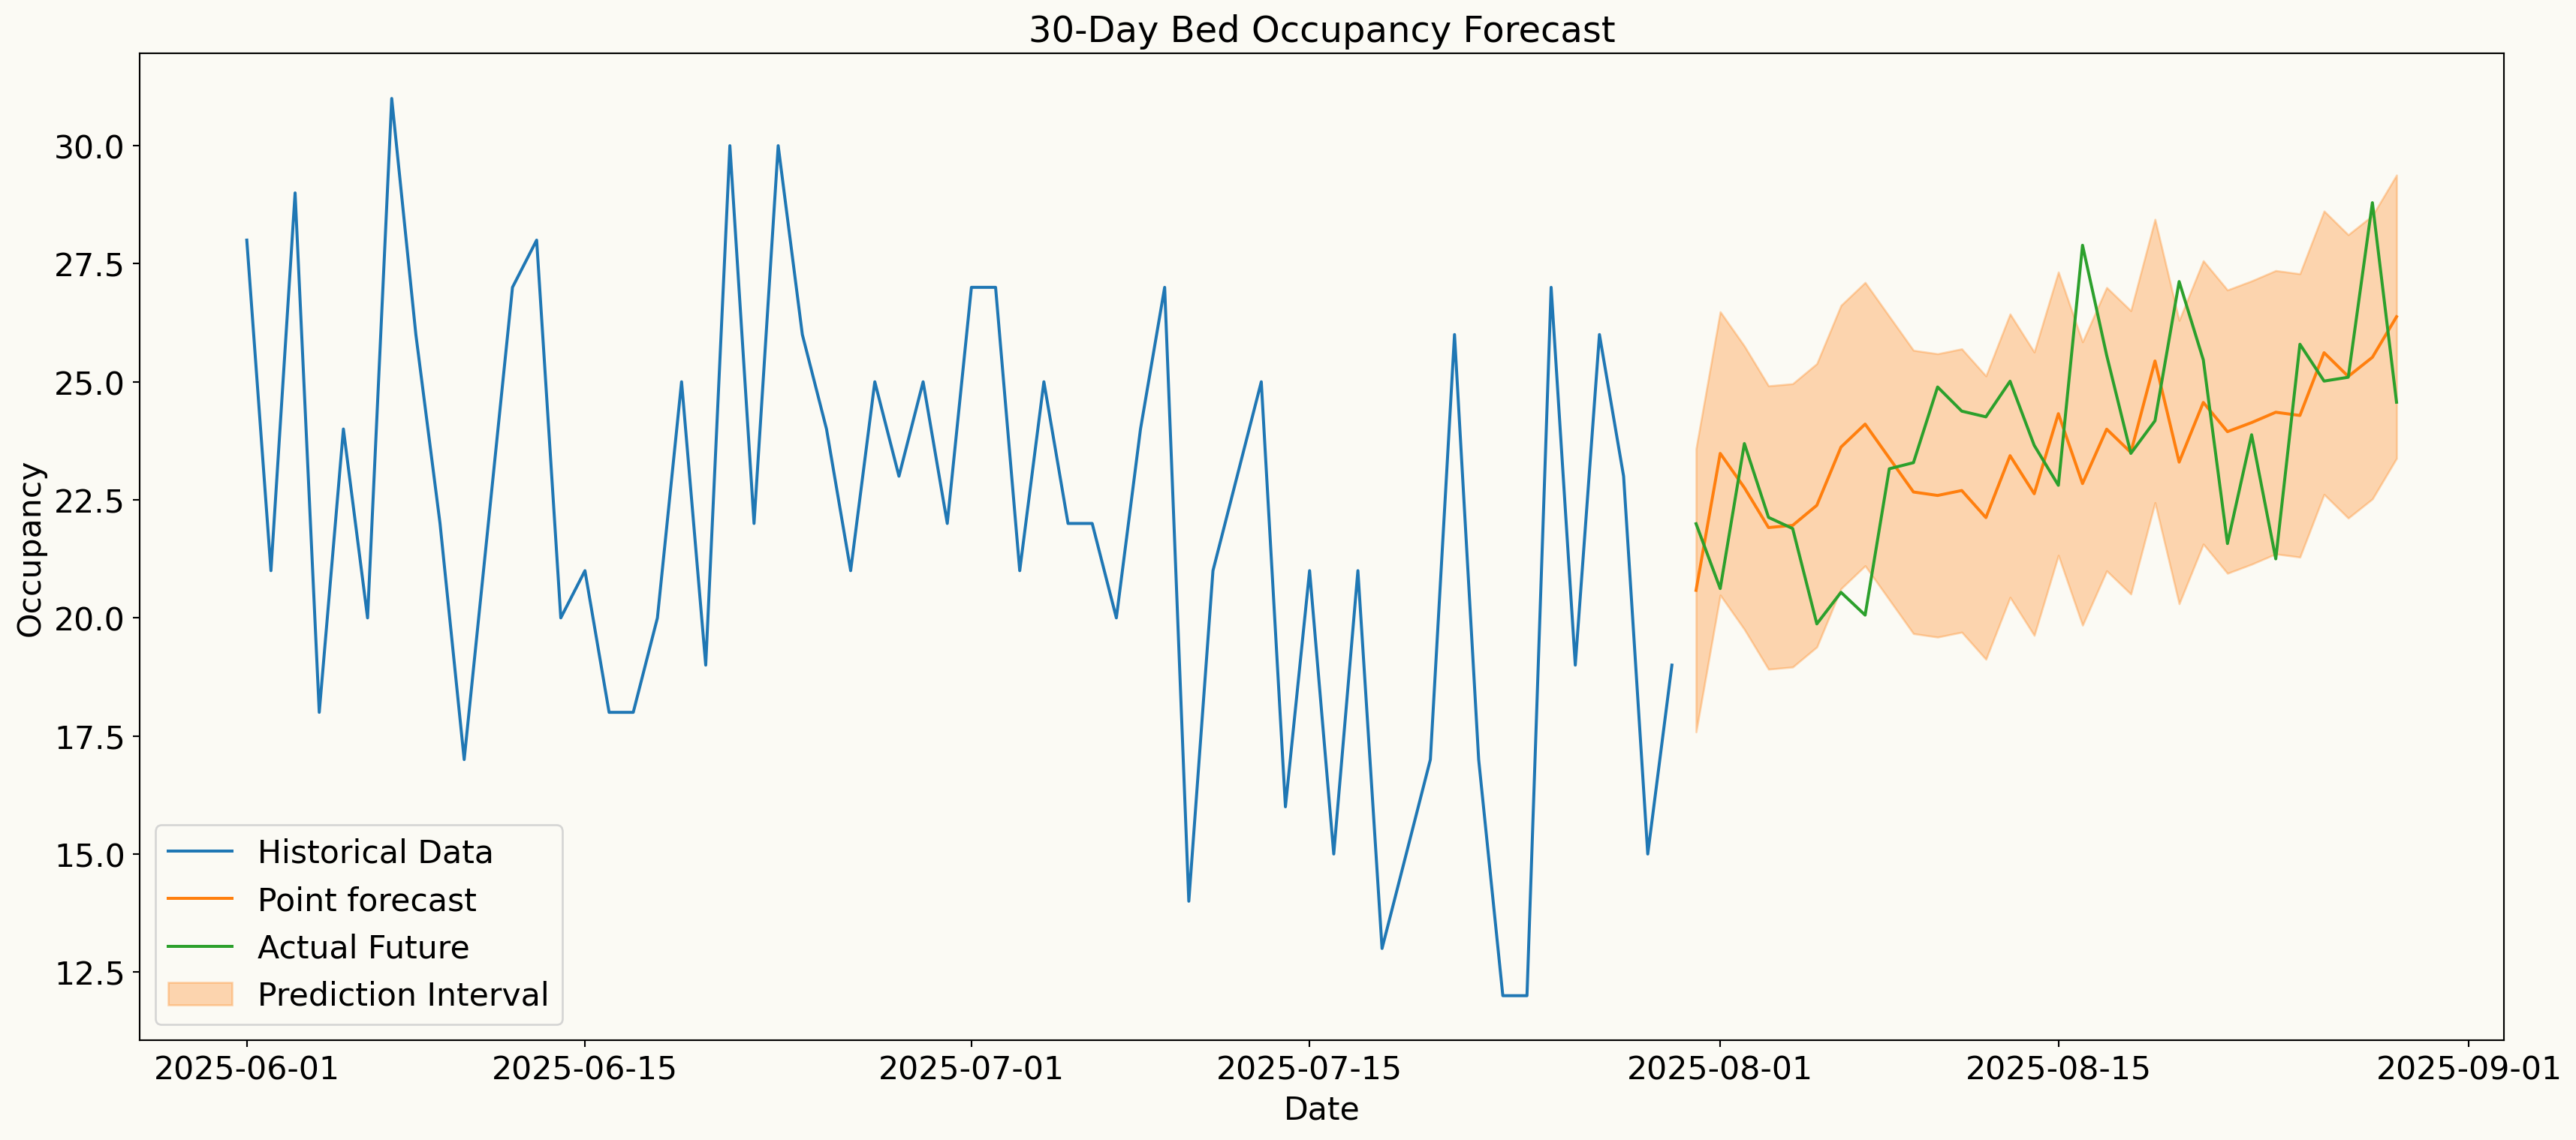 30-Day Bed Occupancy Forecast
Occupancy
30.0
27.5
25.0
22.5
20.0
17.5
15.0
12.5
Historical Data
Point forecast
Actual Future
Prediction Interval
2025-06-01 2025-06-15 2025-07-01 2025-07-15 2025-08-01 2025-08-15 2025-09-01
Date